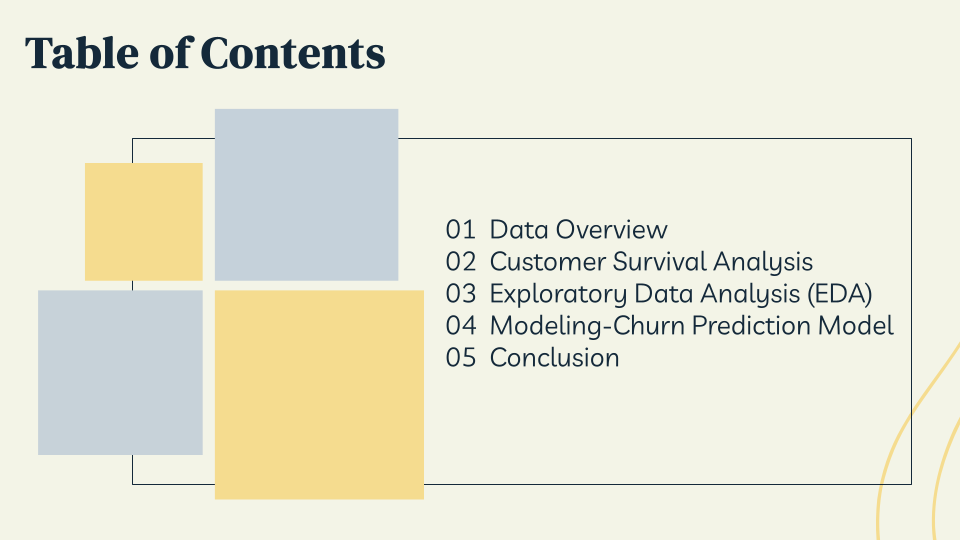 Table of Contents
01 Data Overview
02 Customer Survival Analysis
03 Exploratory Data Analysis (EDA)
04 Modeling-Churn Prediction Model
05 Conclusion